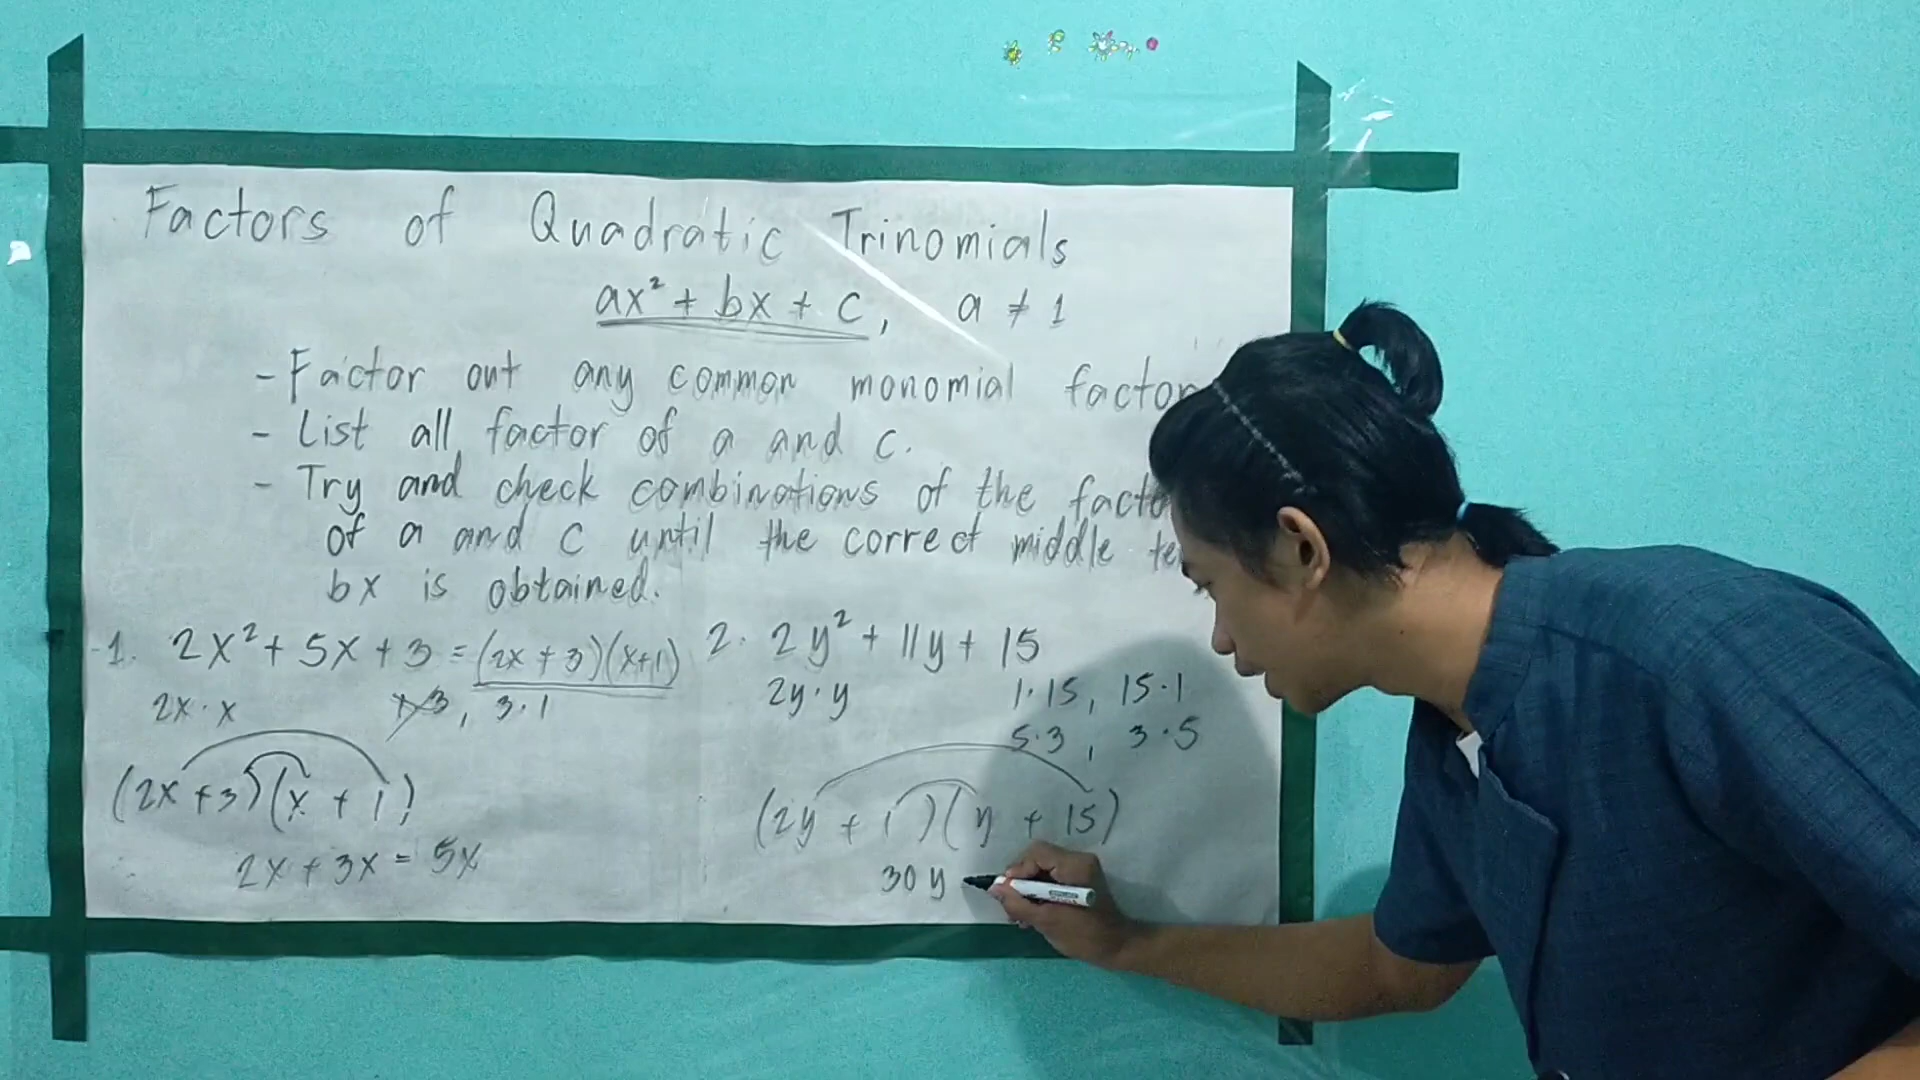 Factors of Quadratic Trinomials
ax² + bx + c, a ≠ 1
- Factor out any common monomial factor
- List all factor of a and c.
- Try and check combinations of the
of a and c until the correct middle
bx is obtained.
1. 2x² + 5x + 3 = (2x + 3)(x+1)
2x · x 1·3, 3·1
(2x + 3)(x + 1)
2x + 3x = 5x
2. 2y² + 11y + 15
2y · y 1·15, 15·1
5·3, 3·5
(2y + 1)(y + 15)
30y